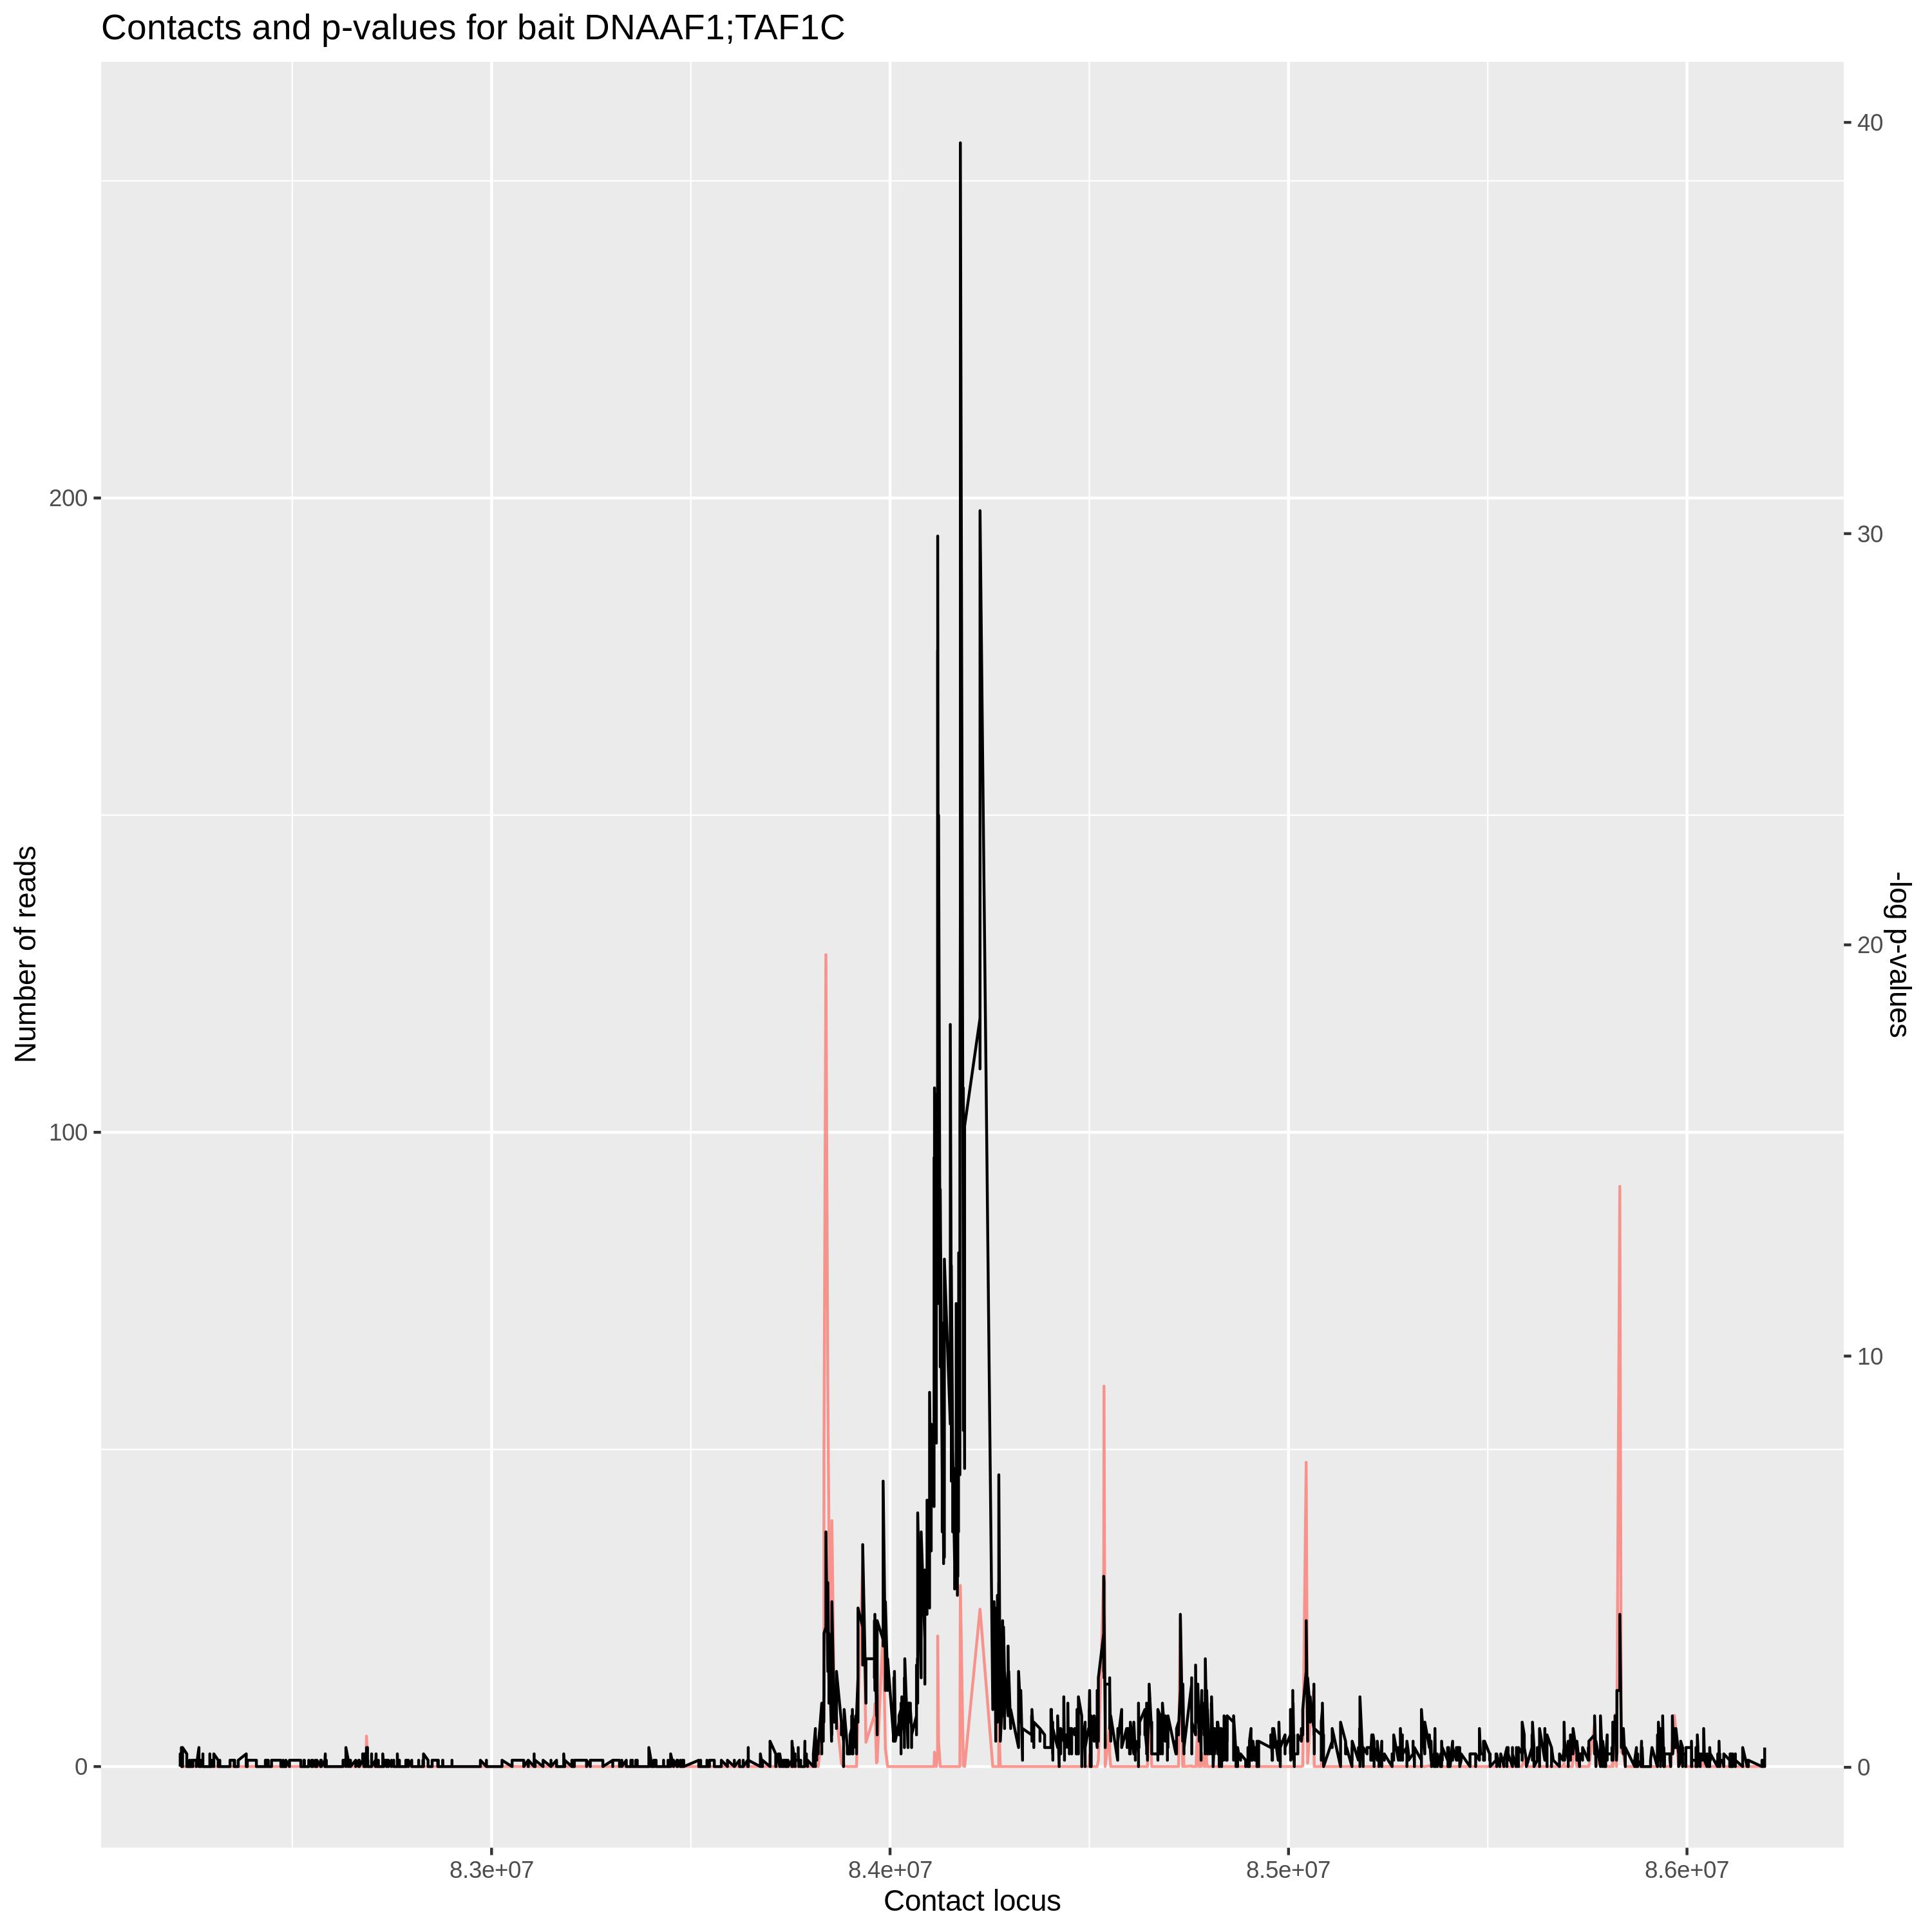 Contacts and p-values for bait DNAAF1;TAF1C
Number of reads
200
100
0
40
30
20
10
0
-log p-values
8.3e+07
8.4e+07
8.5e+07
8.6e+07
Contact locus